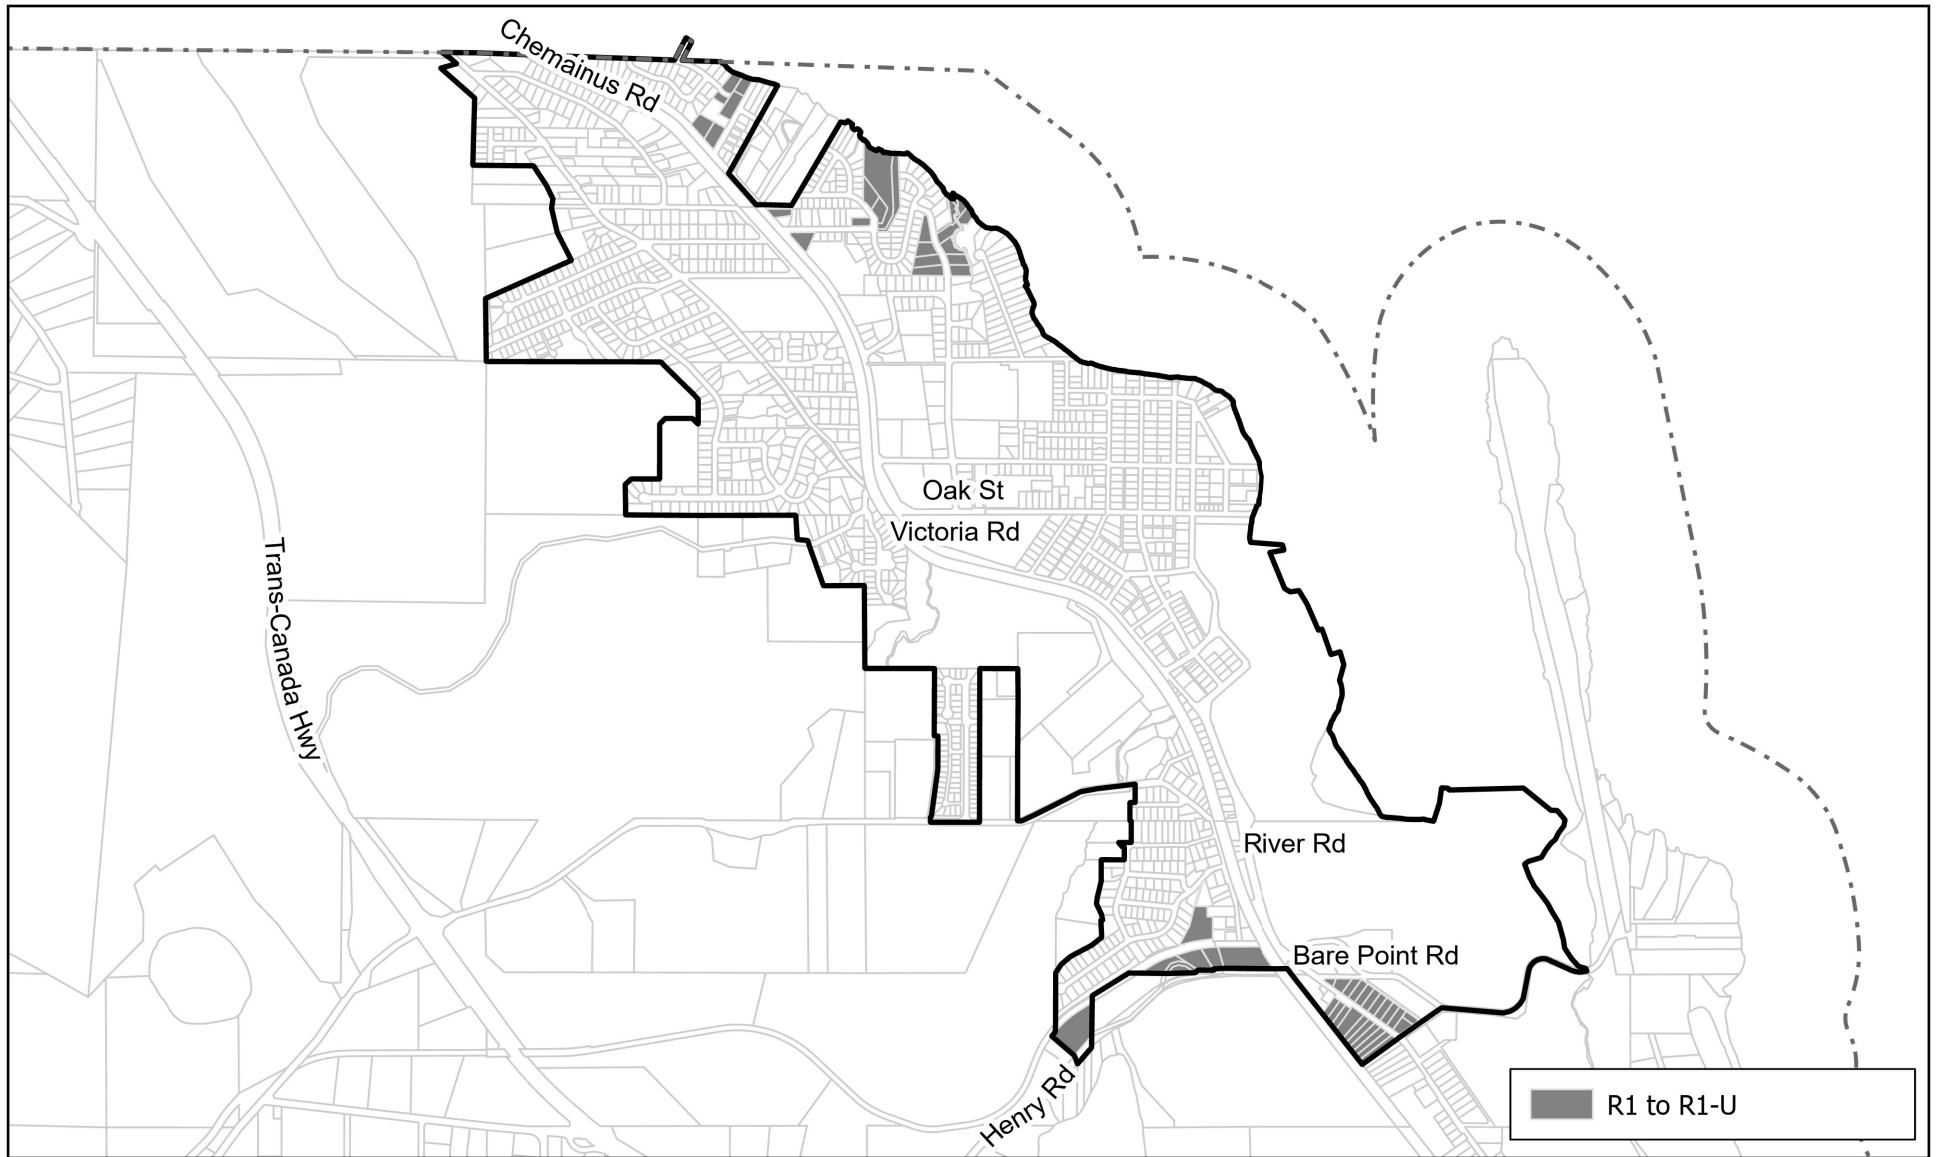 Chemainus Rd
Oak St
Victoria Rd
Trans-Canada Hwy
River Rd
Bare Point Rd
Henry Rd
R1 to R1-U